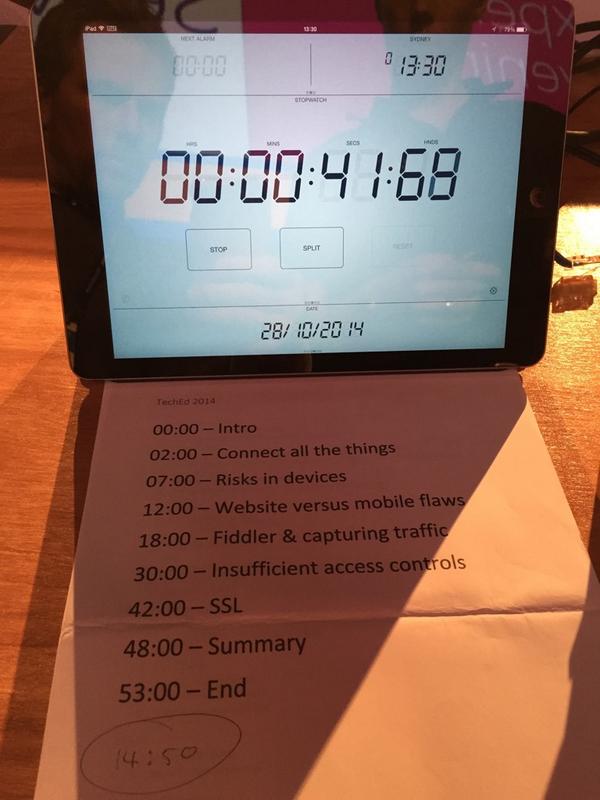 iPad
13:30
79%
NEXT ALARM
SYDNEY
00:00
0 13:30
STOPWATCH
HRS MINS SECS HNDS
00:00:41:68
STOP SPLIT RESET
DATE
28/10/2014
TechEd 2014
00:00 – Intro
02:00 – Connect all the things
07:00 – Risks in devices
12:00 – Website versus mobile flaws
18:00 – Fiddler & capturing traffic
30:00 – Insufficient access controls
42:00 – SSL
48:00 – Summary
53:00 – End
14:50